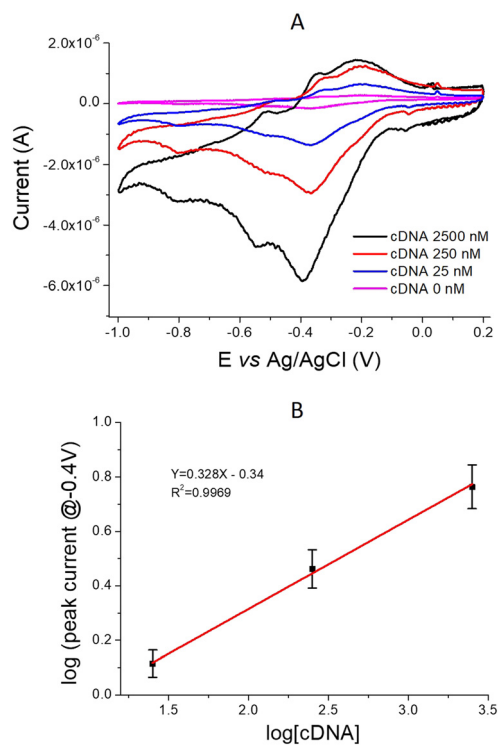 A
2.0x10⁻⁶
0.0
-2.0x10⁻⁶
-4.0x10⁻⁶
-6.0x10⁻⁶
Current (A)
cDNA 2500 nM
cDNA 250 nM
cDNA 25 nM
cDNA 0 nM
-1.0 -0.8 -0.6 -0.4 -0.2 0.0 0.2
E vs Ag/AgCl (V)
B
1.0
0.8
0.6
0.4
0.2
0.0
log (peak current @-0.4V)
Y=0.328X - 0.34
R²=0.9969
1.5 2.0 2.5 3.0 3.5
log[cDNA]